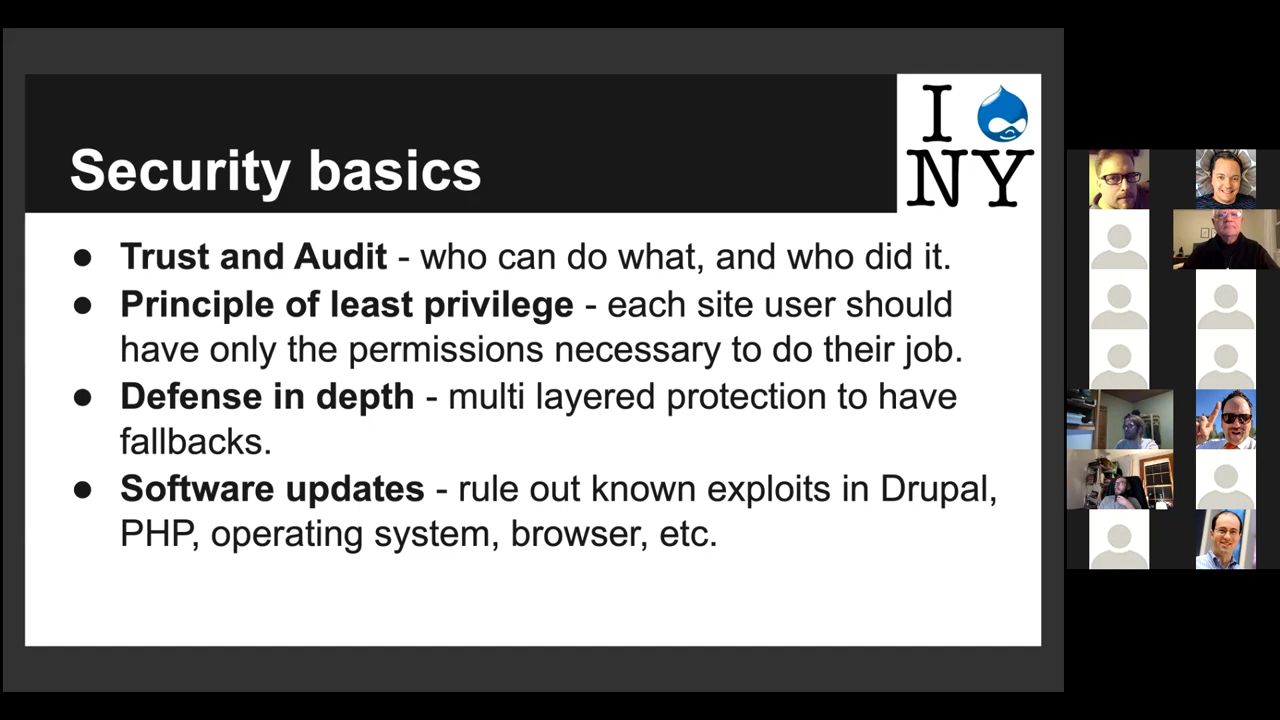 I
NY
Security basics
● Trust and Audit - who can do what, and who did it.
● Principle of least privilege - each site user should
have only the permissions necessary to do their job.
● Defense in depth - multi layered protection to have
fallbacks.
● Software updates - rule out known exploits in Drupal,
PHP, operating system, browser, etc.